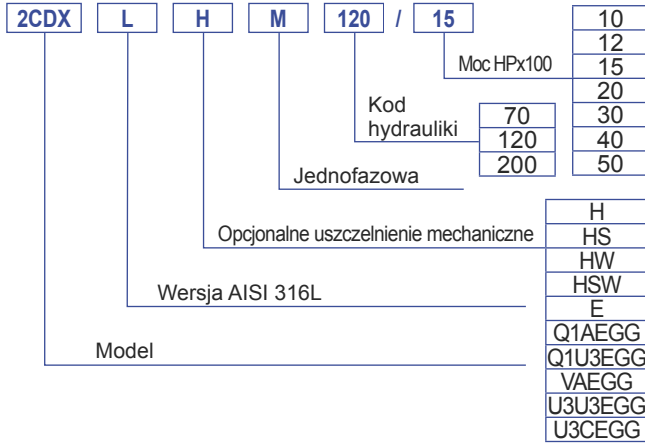 2CDX L H M 120 / 15
Moc HPx100
10
12
15
20
30
40
50
Kod
hydrauliki
70
120
200
Jednofazowa
Opcjonalne uszczelnienie mechaniczne
H
HS
HW
HSW
E
Q1AEGG
Q1U3EGG
VAEGG
U3U3EGG
U3CEGG
Wersja AISI 316L
Model